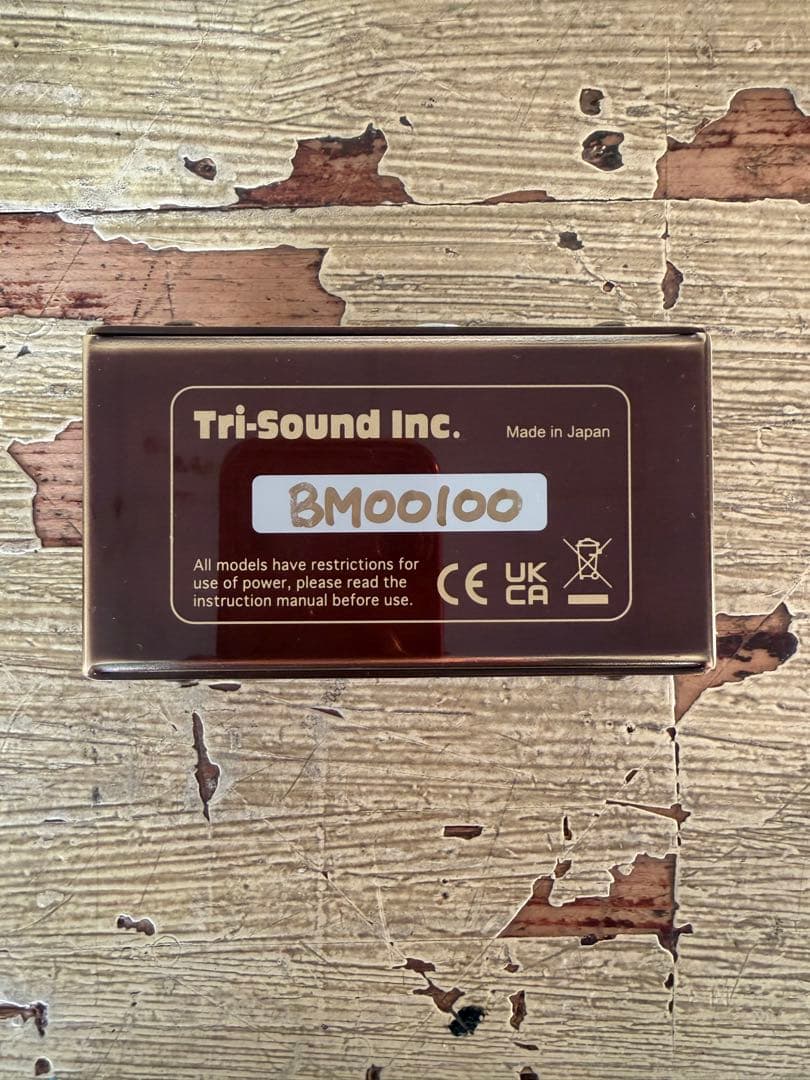 Tri-Sound Inc.
Made in Japan
BM00100
All models have restrictions for
use of power, please read the
instruction manual before use.
CE
UK
CA